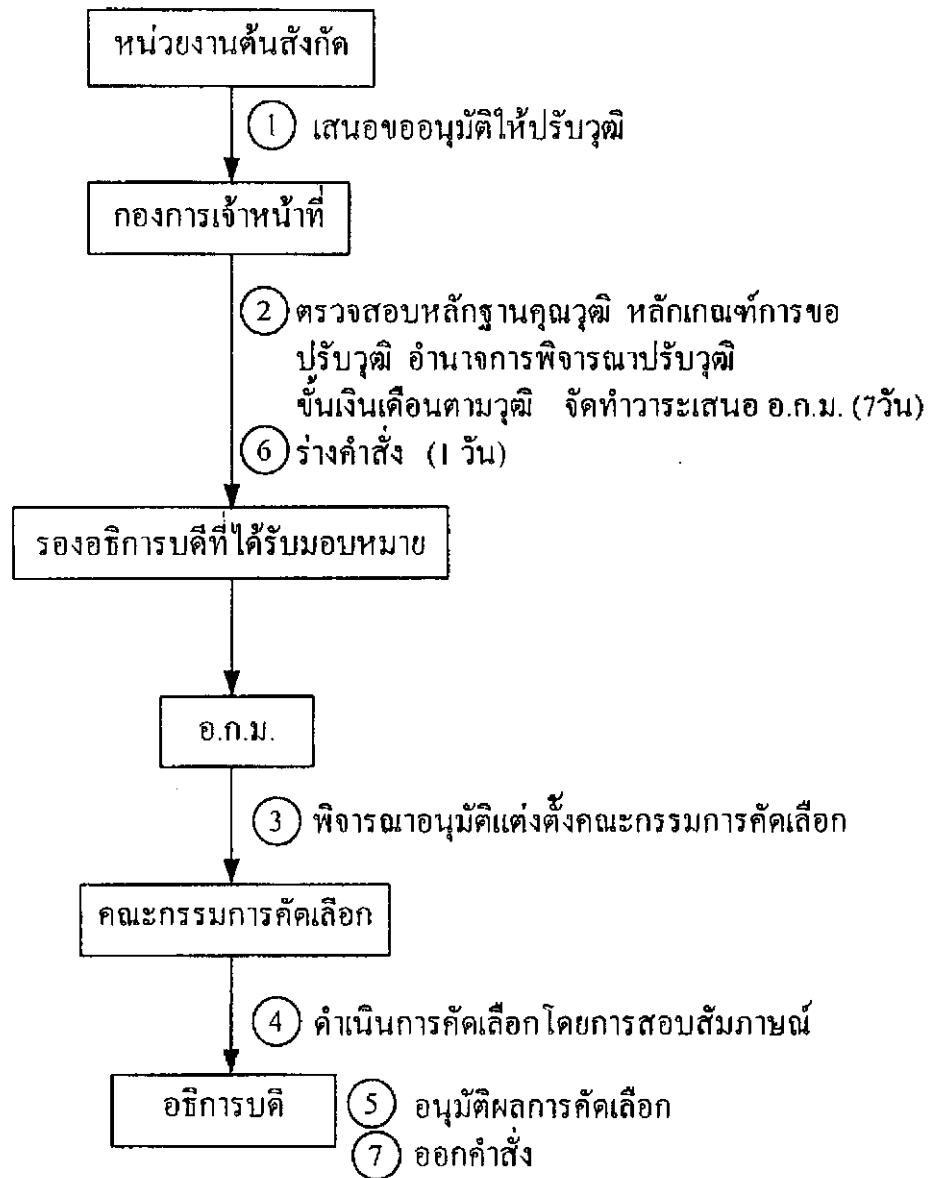 หน่วยงานต้นสังกัด
1 เสนอขออนุมัติให้ปรับวุฒิ
กองการเจ้าหน้าที่
2 ตรวจสอบหลักฐานคุณวุฒิ หลักเกณฑ์การขอ
ปรับวุฒิ อำนาจการพิจารณาปรับวุฒิ
ขั้นเงินเดือนตามวุฒิ จัดทำวาระเสนอ อ.ก.ม. (7วัน)
6 ร่างคำสั่ง (1 วัน)
รองอธิการบดีที่ได้รับมอบหมาย
อ.ก.ม.
3 พิจารณาอนุมัติแต่งตั้งคณะกรรมการคัดเลือก
คณะกรรมการคัดเลือก
4 ดำเนินการคัดเลือกโดยการสอบสัมภาษณ์
อธิการบดี
5 อนุมัติผลการคัดเลือก
7 ออกคำสั่ง